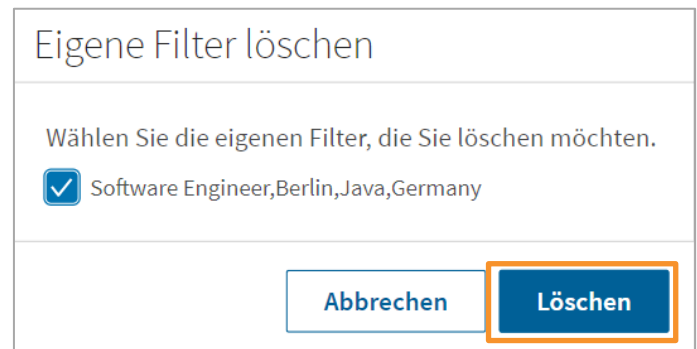 Eigene Filter löschen
Wählen Sie die eigenen Filter, die Sie löschen möchten.
Software Engineer,Berlin,Java,Germany
Abbrechen Löschen